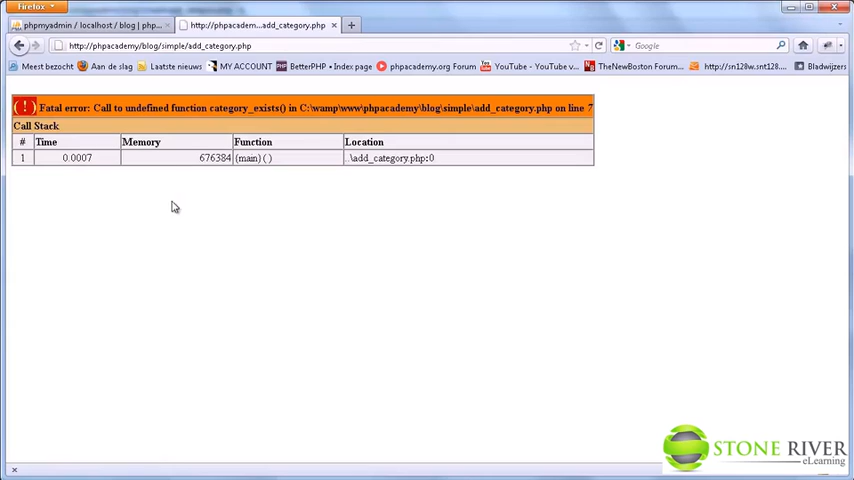 Firefox
phpmyadmin / localhost / blog | php...
http://phpacadem...add_category.php
http://phpacademy/blog/simple/add_category.php
Google
Meest bezocht Aan de slag Laatste nieuws MY ACCOUNT BetterPHP • Index page phpacademy.org Forum YouTube - YouTube v... TheNewBoston Forum... http://sn128w.snt128.... Bladwijzers
( ! ) Fatal error: Call to undefined function category_exists() in C:\wamp\www\phpacademy\blog\simple\add_category.php on line 7
Call Stack
# Time Memory Function Location
1 0.0007 676384 {main}( ) ..\add_category.php:0
STONE RIVER
eLearning